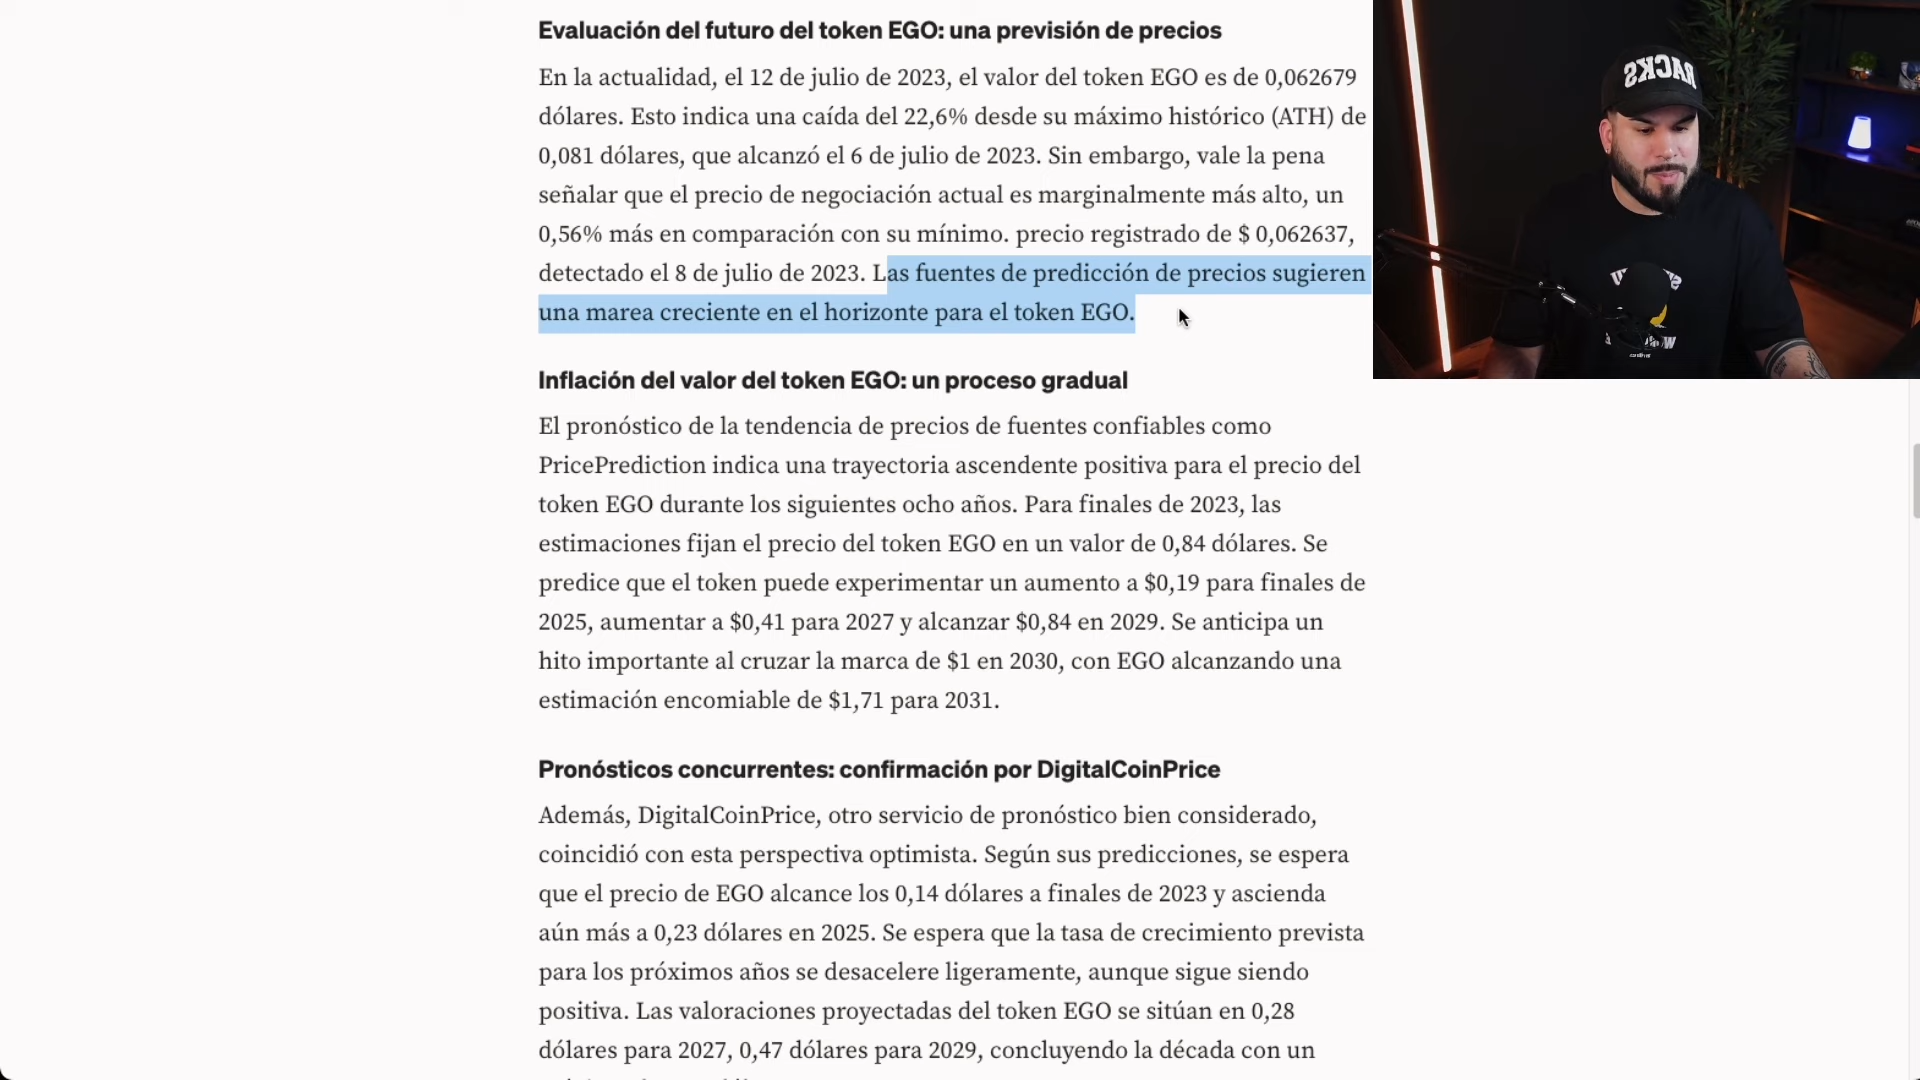 Evaluación del futuro del token EGO: una previsión de precios
En la actualidad, el 12 de julio de 2023, el valor del token EGO es de 0,062679
dólares. Esto indica una caída del 22,6% desde su máximo histórico (ATH) de
0,081 dólares, que alcanzó el 6 de julio de 2023. Sin embargo, vale la pena
señalar que el precio de negociación actual es marginalmente más alto, un
0,56% más en comparación con su mínimo. precio registrado de $ 0,062637,
detectado el 8 de julio de 2023. Las fuentes de predicción de precios sugieren
una marea creciente en el horizonte para el token EGO.
Inflación del valor del token EGO: un proceso gradual
El pronóstico de la tendencia de precios de fuentes confiables como
PricePrediction indica una trayectoria ascendente positiva para el precio del
token EGO durante los siguientes ocho años. Para finales de 2023, las
estimaciones fijan el precio del token EGO en un valor de 0,84 dólares. Se
predice que el token puede experimentar un aumento a $0,19 para finales de
2025, aumentar a $0,41 para 2027 y alcanzar $0,84 en 2029. Se anticipa un
hito importante al cruzar la marca de $1 en 2030, con EGO alcanzando una
estimación encomiable de $1,71 para 2031.
Pronósticos concurrentes: confirmación por DigitalCoinPrice
Además, DigitalCoinPrice, otro servicio de pronóstico bien considerado,
coincidió con esta perspectiva optimista. Según sus predicciones, se espera
que el precio de EGO alcance los 0,14 dólares a finales de 2023 y ascienda
aún más a 0,23 dólares en 2025. Se espera que la tasa de crecimiento prevista
para los próximos años se desacelere ligeramente, aunque sigue siendo
positiva. Las valoraciones proyectadas del token EGO se sitúan en 0,28
dólares para 2027, 0,47 dólares para 2029, concluyendo la década con un
RACKS